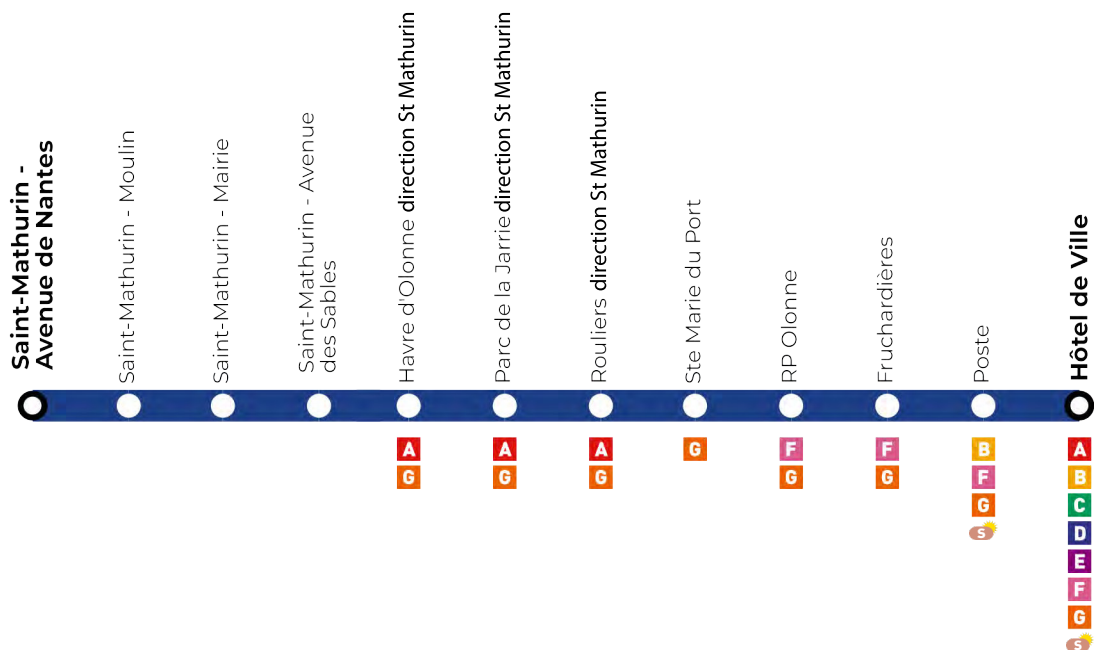 Saint-Mathurin -
Avenue de Nantes
Saint-Mathurin - Moulin
Saint-Mathurin - Mairie
Saint-Mathurin - Avenue
des Sables
Havre d'Olonne direction St Mathurin
Parc de la Jarrie direction St Mathurin
Rouliers direction St Mathurin
Ste Marie du Port
RP Olonne
Fruchardières
Poste
Hôtel de Ville
A
G
A
G
A
G
G
F
G
F
G
B
F
G
S
A
B
C
D
E
F
G
S